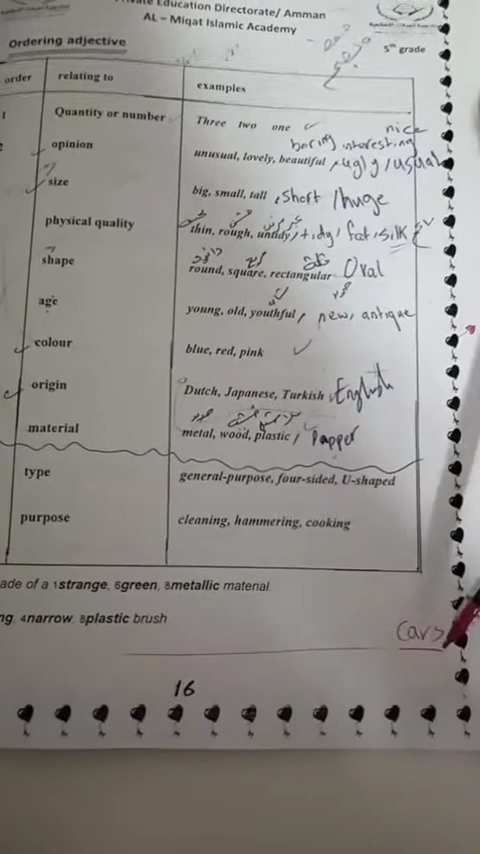 Private Education Directorate/ Amman
AL – Miqat Islamic Academy
5th grade
Ordering adjective
order relating to examples
1 Quantity or number Three two one
nice
boring interesting
opinion unusual, lovely, beautiful, ugly / usual
size big, small, tall, short / huge
physical quality thin, rough, untidy, tidy, fat, silk
shape round, square, rectangular Oval
age young, old, youthful, new, antique
colour blue, red, pink
origin Dutch, Japanese, Turkish, English
material metal, wood, plastic / Papper
type general-purpose, four-sided, U-shaped
purpose cleaning, hammering, cooking
ade of a 1strange, 6green, 8metallic material.
ng, 4narrow, 8plastic brush
Cars
16